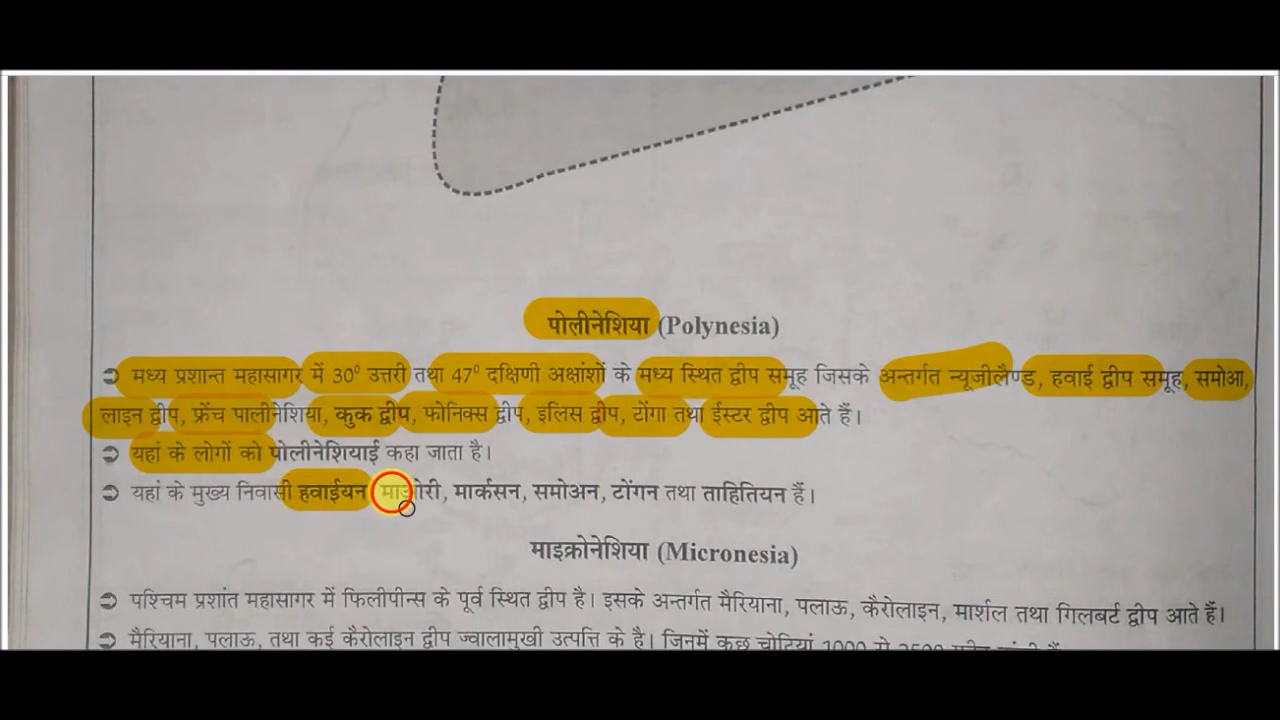 पोलीनेशिया (Polynesia)
➲ मध्य प्रशान्त महासागर में 30⁰ उत्तरी तथा 47⁰ दक्षिणी अक्षांशों के मध्य स्थित द्वीप समूह जिसके अन्तर्गत न्यूजीलैण्ड, हवाई द्वीप समूह, समोआ,
लाइन द्वीप, फ्रेंच पालीनेशिया, कुक द्वीप, फोनिक्स द्वीप, इलिस द्वीप, टोंगा तथा ईस्टर द्वीप आते हैं।
➲ यहां के लोगों को पोलीनेशियाई कहा जाता है।
➲ यहां के मुख्य निवासी हवाईयन माओरी, मार्कसन, समोअन, टोंगन तथा ताहितियन हैं।
माइक्रोनेशिया (Micronesia)
➲ पश्चिम प्रशांत महासागर में फिलीपीन्स के पूर्व स्थित द्वीप है। इसके अन्तर्गत मैरियाना, पलाऊ, कैरोलाइन, मार्शल तथा गिलबर्ट द्वीप आते हैं।
➲ मैरियाना, पलाऊ, तथा कई कैरोलाइन द्वीप ज्वालामुखी उत्पत्ति के है। जिनमें कुछ चोटियां 1000 से